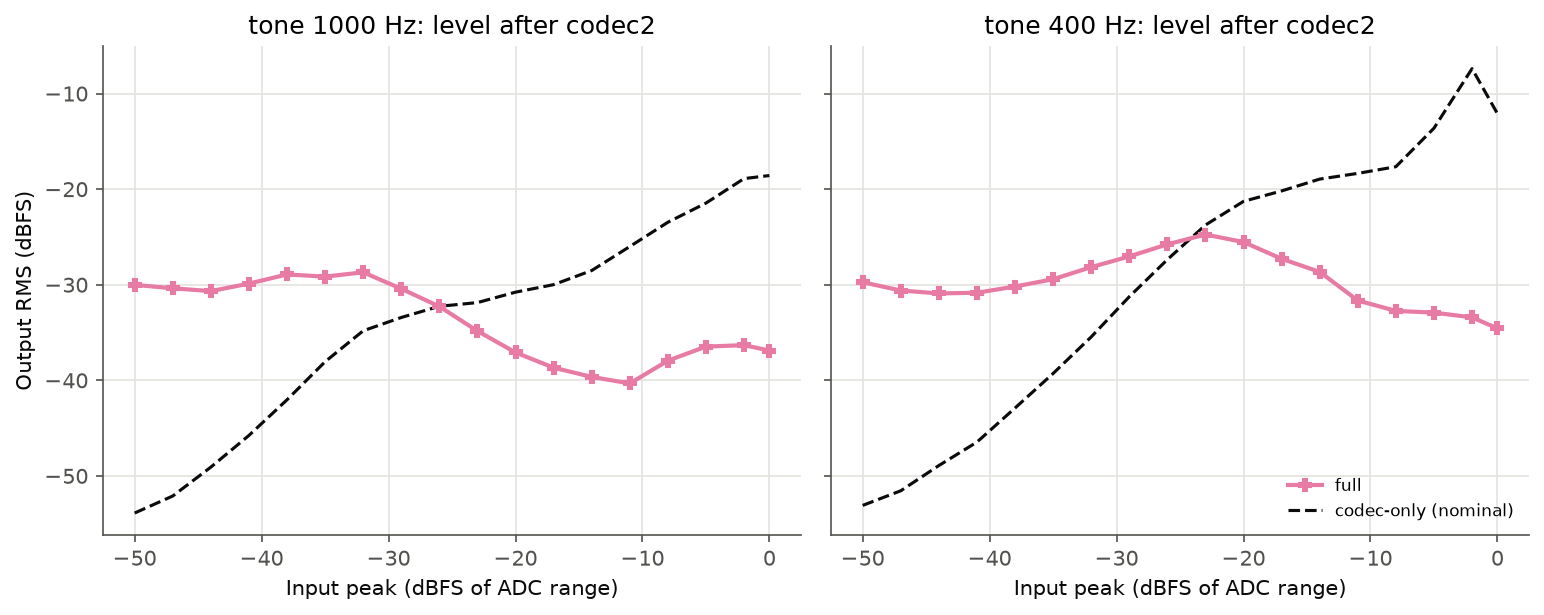 tone 1000 Hz: level after codec2
tone 400 Hz: level after codec2
Output RMS (dBFS)
−10
−20
−30
−40
−50
full
codec-only (nominal)
−50 −40 −30 −20 −10 0
−50 −40 −30 −20 −10 0
Input peak (dBFS of ADC range)
Input peak (dBFS of ADC range)